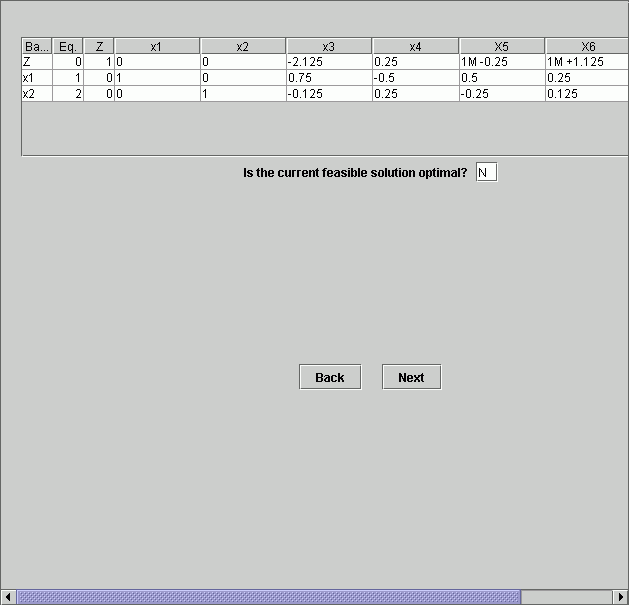 Ba... Eq. Z x1 x2 x3 x4 X5 X6
Z 0 1 0 0 -2.125 0.25 1M -0.25 1M +1.125
x1 1 0 1 0 0.75 -0.5 0.5 0.25
x2 2 0 0 1 -0.125 0.25 -0.25 0.125
Is the current feasible solution optimal? N
Back Next